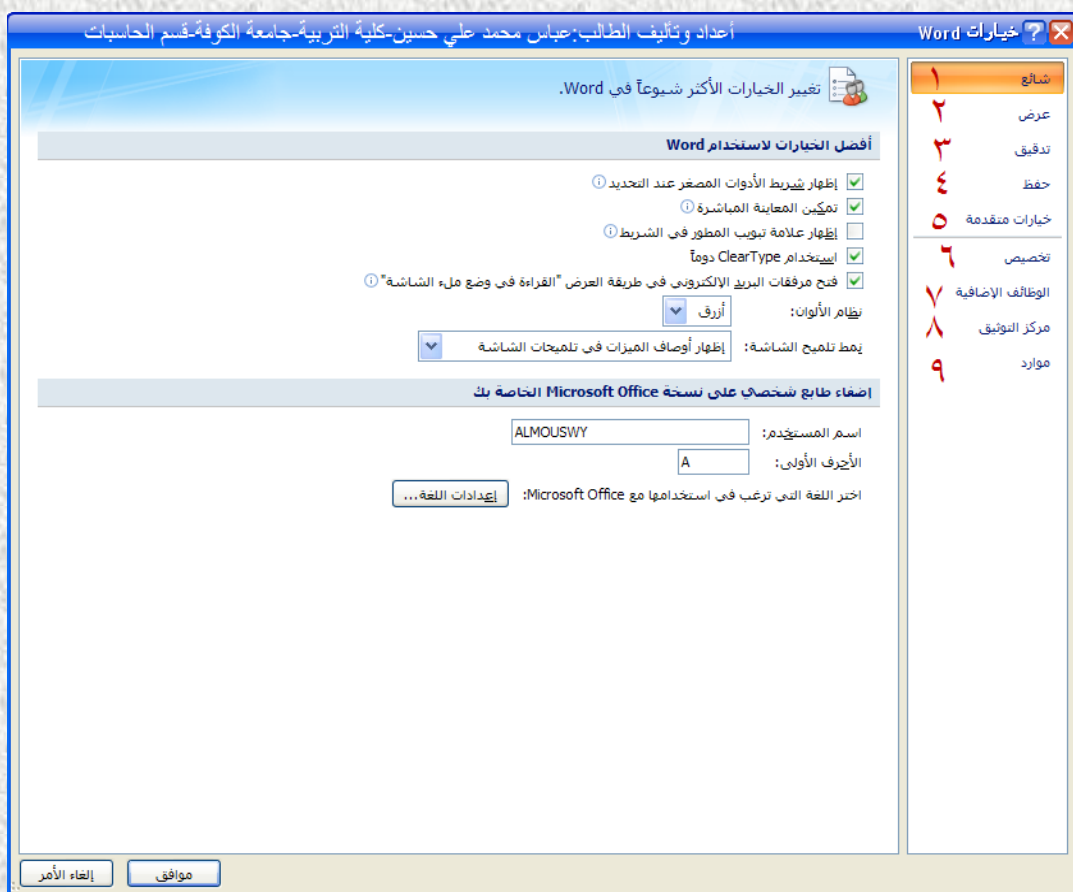 خيارات Word
أعداد وتأليف الطالب:عباس محمد علي حسين-كلية التربية-جامعة الكوفة-قسم الحاسبات
شائع ١
عرض ٢
تدقيق ٣
حفظ ٤
خيارات متقدمة ٥
تخصيص ٦
الوظائف الإضافية ٧
مركز التوثيق ٨
موارد ٩
تغيير الخيارات الأكثر شيوعاً في Word.
أفضل الخيارات لاستخدام Word
إظهار شريط الأدوات المصغر عند التحديد
تمكين المعاينة المباشرة
إظهار علامة تبويب المطور في الشريط
استخدام ClearType دوماً
فتح مرفقات البريد الإلكتروني في طريقة العرض "القراءة في وضع ملء الشاشة"
نظام الألوان: أزرق
نمط تلميح الشاشة: إظهار أوصاف الميزات في تلميحات الشاشة
إضفاء طابع شخصي على نسخة Microsoft Office الخاصة بك
اسم المستخدم: ALMOUSWY
الأحرف الأولى: A
اختر اللغة التي ترغب في استخدامها مع Microsoft Office: إعدادات اللغة...
موافق إلغاء الأمر